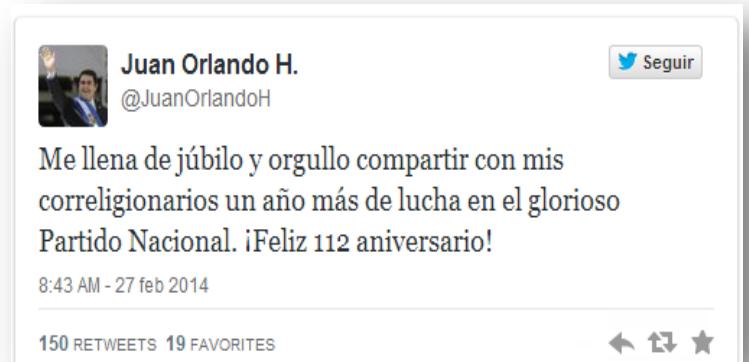 Juan Orlando H.
Seguir
@JuanOrlandoH
Me llena de júbilo y orgullo compartir con mis
correligionarios un año más de lucha en el glorioso
Partido Nacional. ¡Feliz 112 aniversario!
8:43 AM - 27 feb 2014
150 RETWEETS 19 FAVORITES